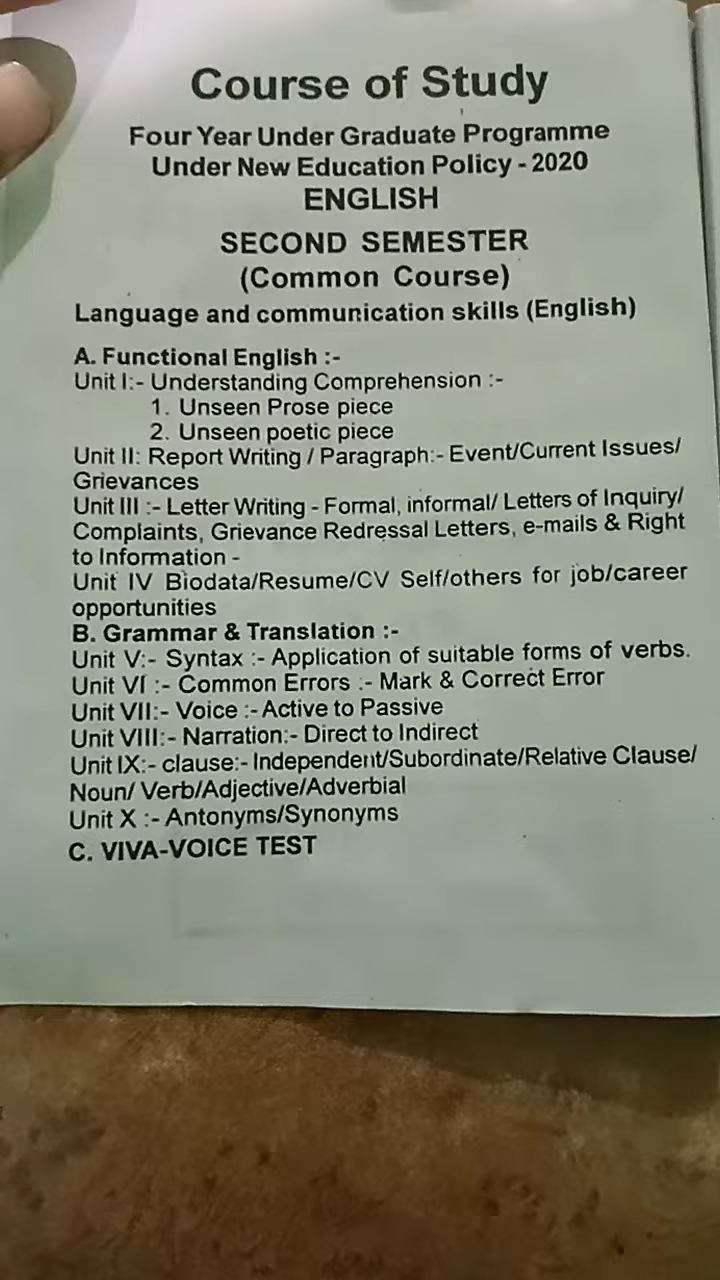 Course of Study
Four Year Under Graduate Programme
Under New Education Policy - 2020
ENGLISH
SECOND SEMESTER
(Common Course)
Language and communication skills (English)
A. Functional English :-
Unit I:- Understanding Comprehension :-
1. Unseen Prose piece
2. Unseen poetic piece
Unit II: Report Writing / Paragraph:- Event/Current Issues/
Grievances
Unit III :- Letter Writing - Formal, informal/ Letters of Inquiry/
Complaints, Grievance Redressal Letters, e-mails & Right
to Information -
Unit IV Biodata/Resume/CV Self/others for job/career
opportunities
B. Grammar & Translation :-
Unit V:- Syntax :- Application of suitable forms of verbs.
Unit VI :- Common Errors :- Mark & Correct Error
Unit VII:- Voice :- Active to Passive
Unit VIII:- Narration:- Direct to Indirect
Unit IX:- clause:- Independent/Subordinate/Relative Clause/
Noun/ Verb/Adjective/Adverbial
Unit X :- Antonyms/Synonyms
C. VIVA-VOICE TEST